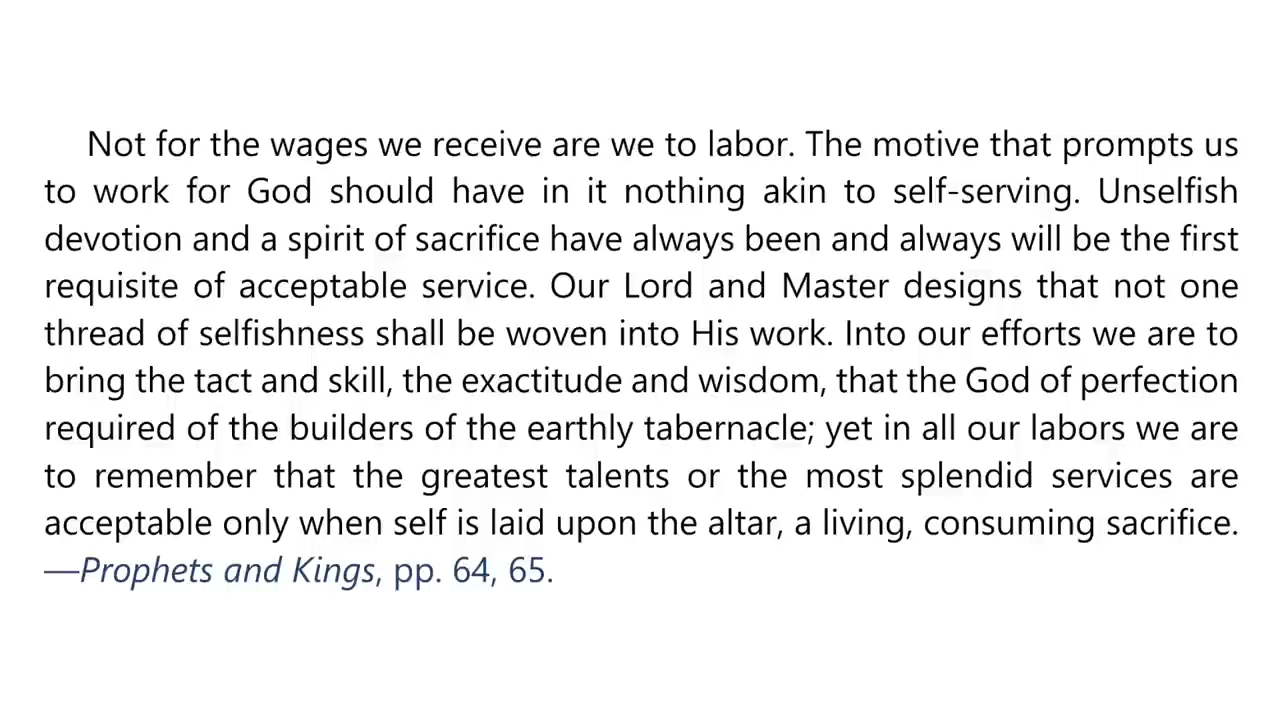 Not for the wages we receive are we to labor. The motive that prompts us
to work for God should have in it nothing akin to self-serving. Unselfish
devotion and a spirit of sacrifice have always been and always will be the first
requisite of acceptable service. Our Lord and Master designs that not one
thread of selfishness shall be woven into His work. Into our efforts we are to
bring the tact and skill, the exactitude and wisdom, that the God of perfection
required of the builders of the earthly tabernacle; yet in all our labors we are
to remember that the greatest talents or the most splendid services are
acceptable only when self is laid upon the altar, a living, consuming sacrifice.
—Prophets and Kings, pp. 64, 65.